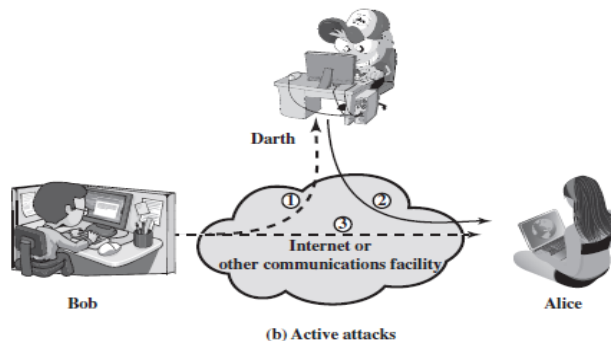 Darth
①
②
③
Internet or
other communications facility
Bob
Alice
(b) Active attacks